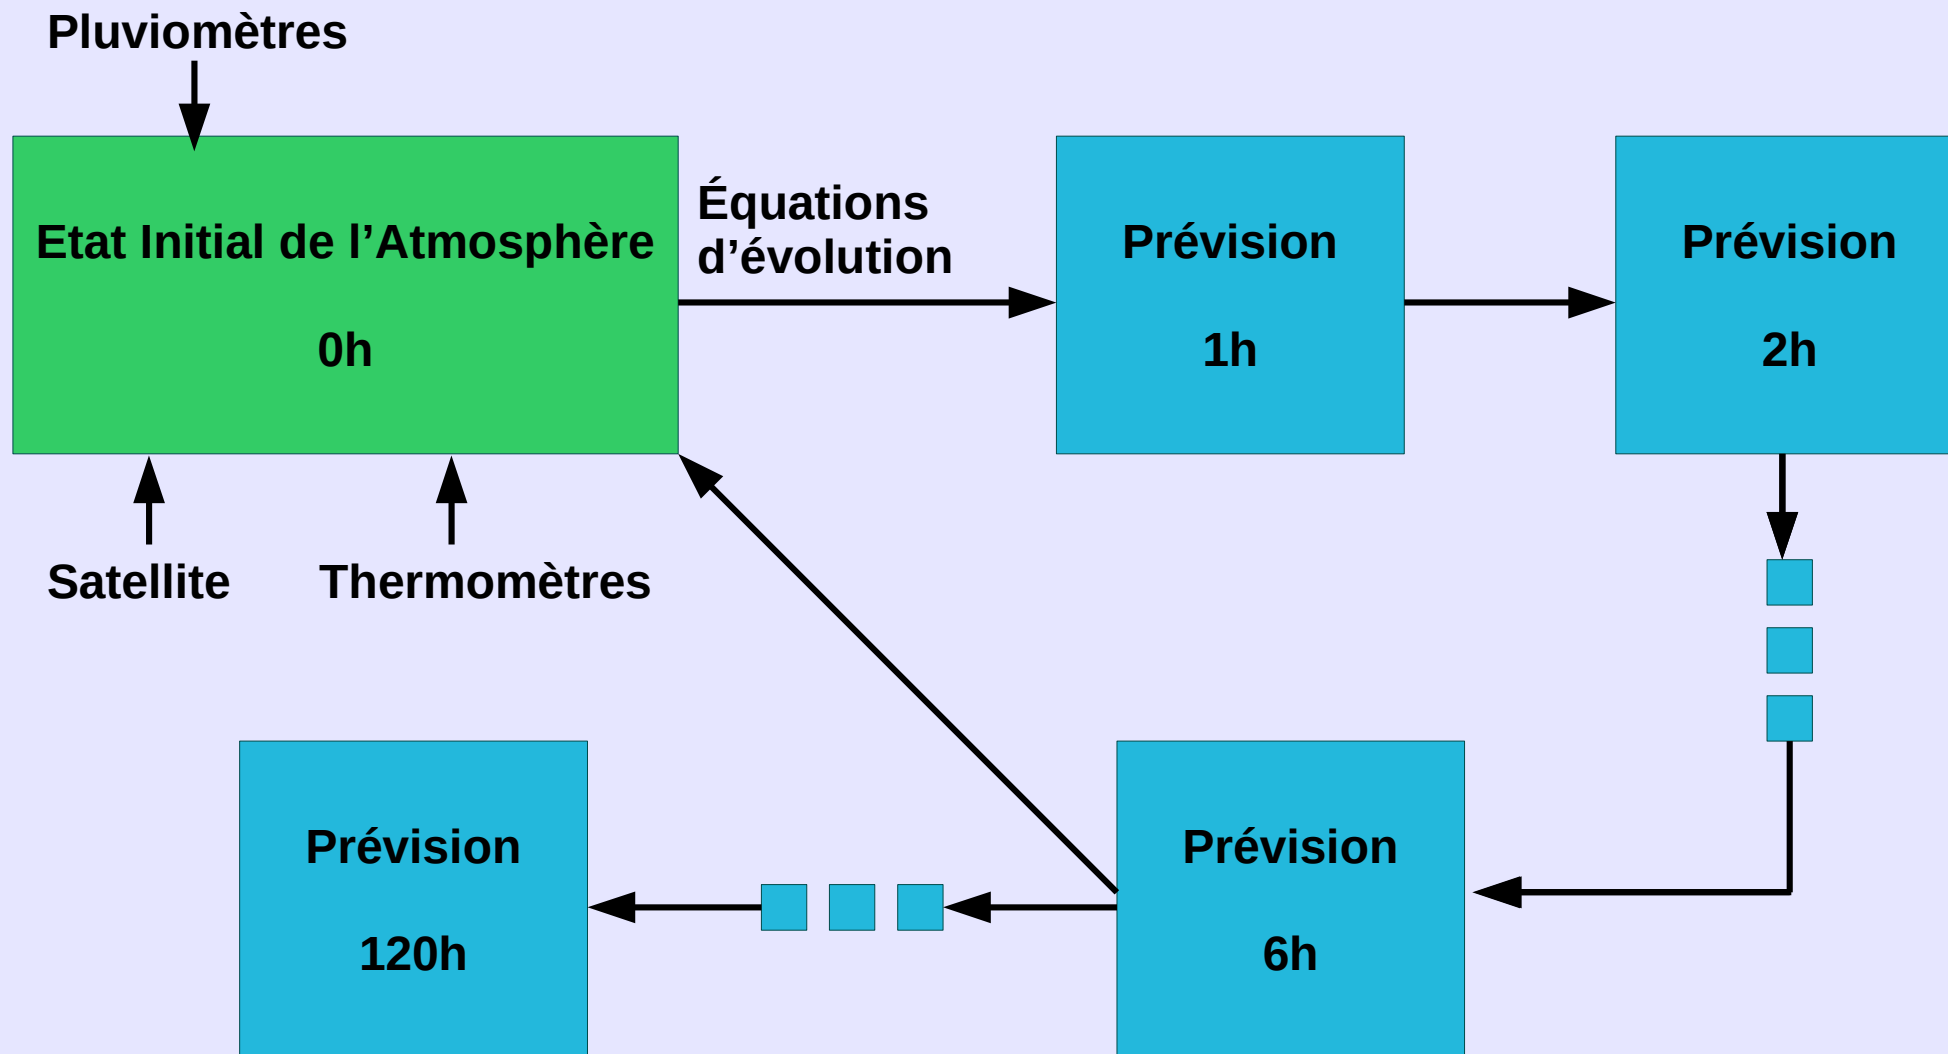 Pluviomètres
Etat Initial de l’Atmosphère
0h
Équations
d’évolution
Prévision
1h
Prévision
2h
Satellite
Thermomètres
Prévision
120h
Prévision
6h